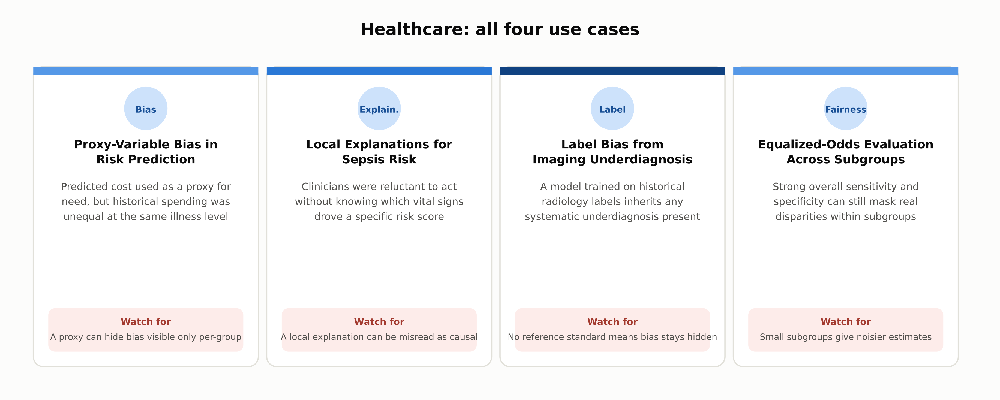 Healthcare: all four use cases
Bias
Proxy-Variable Bias in
Risk Prediction
Predicted cost used as a proxy for
need, but historical spending was
unequal at the same illness level
Watch for
A proxy can hide bias visible only per-group
Explain.
Local Explanations for
Sepsis Risk
Clinicians were reluctant to act
without knowing which vital signs
drove a specific risk score
Watch for
A local explanation can be misread as causal
Label
Label Bias from
Imaging Underdiagnosis
A model trained on historical
radiology labels inherits any
systematic underdiagnosis present
Watch for
No reference standard means bias stays hidden
Fairness
Equalized-Odds Evaluation
Across Subgroups
Strong overall sensitivity and
specificity can still mask real
disparities within subgroups
Watch for
Small subgroups give noisier estimates